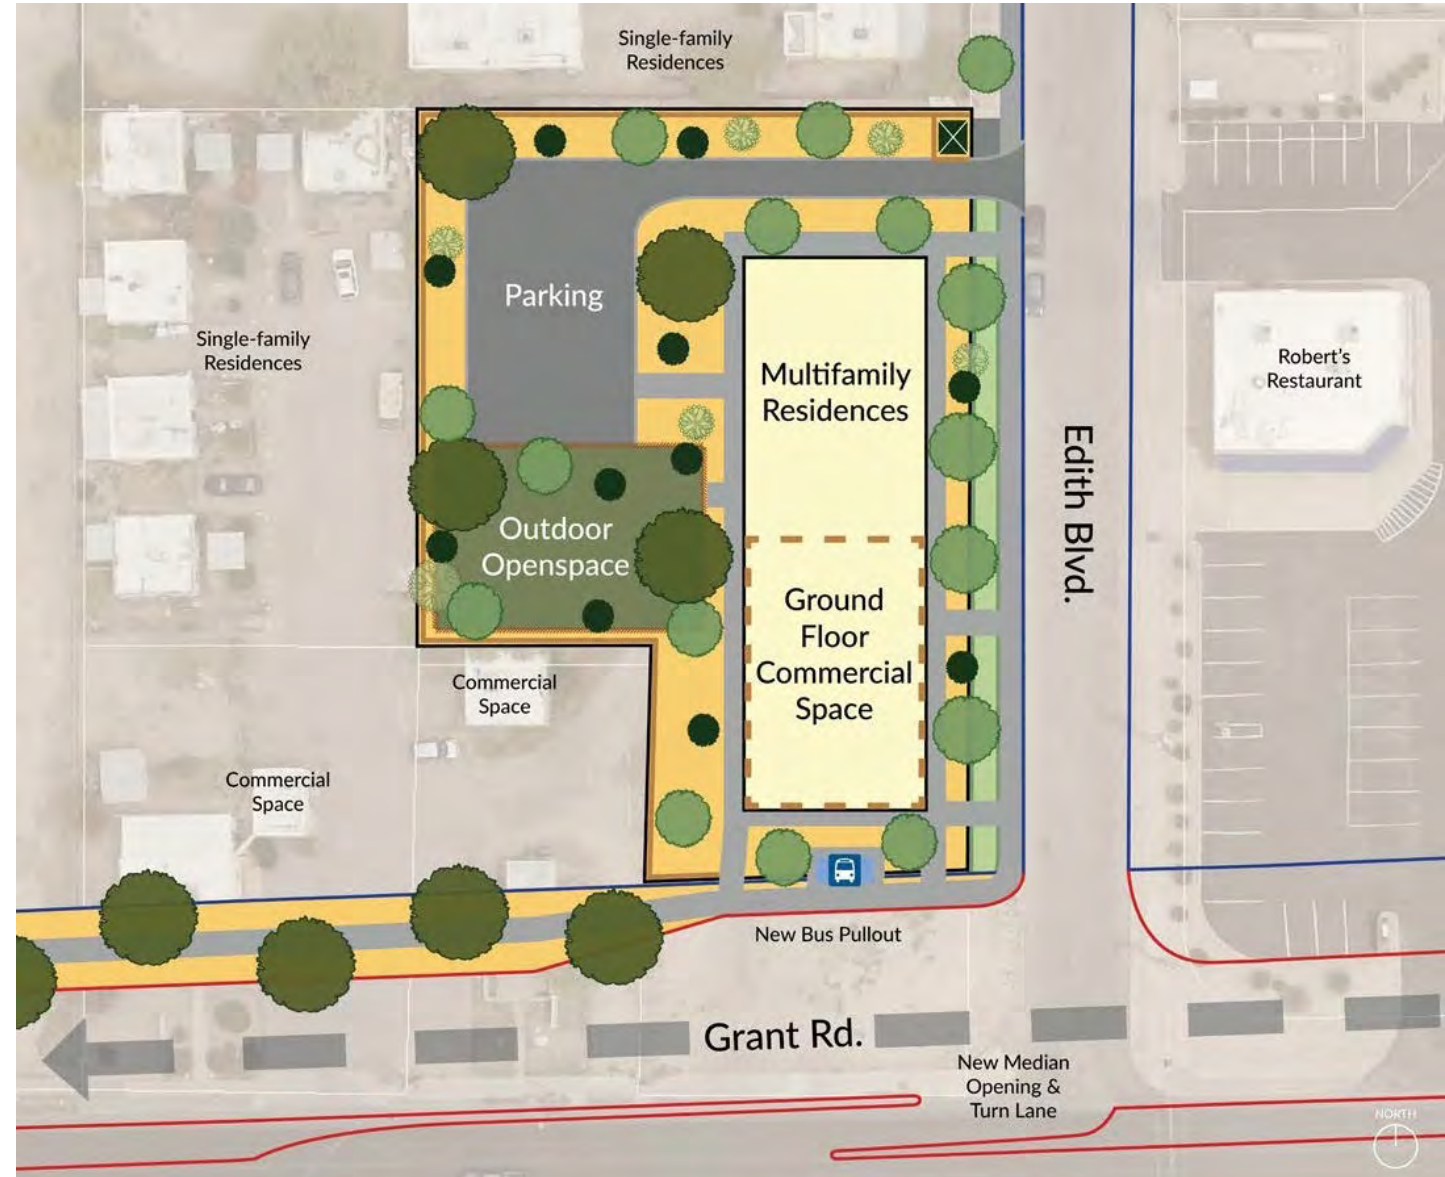 Single-family
Residences
Parking
Single-family
Residences
Multifamily
Residences
Robert's
Restaurant
Edith Blvd.
Outdoor
Openspace
Ground
Floor
Commercial
Space
Commercial
Space
Commercial
Space
New Bus Pullout
Grant Rd.
New Median
Opening &
Turn Lane
NORTH